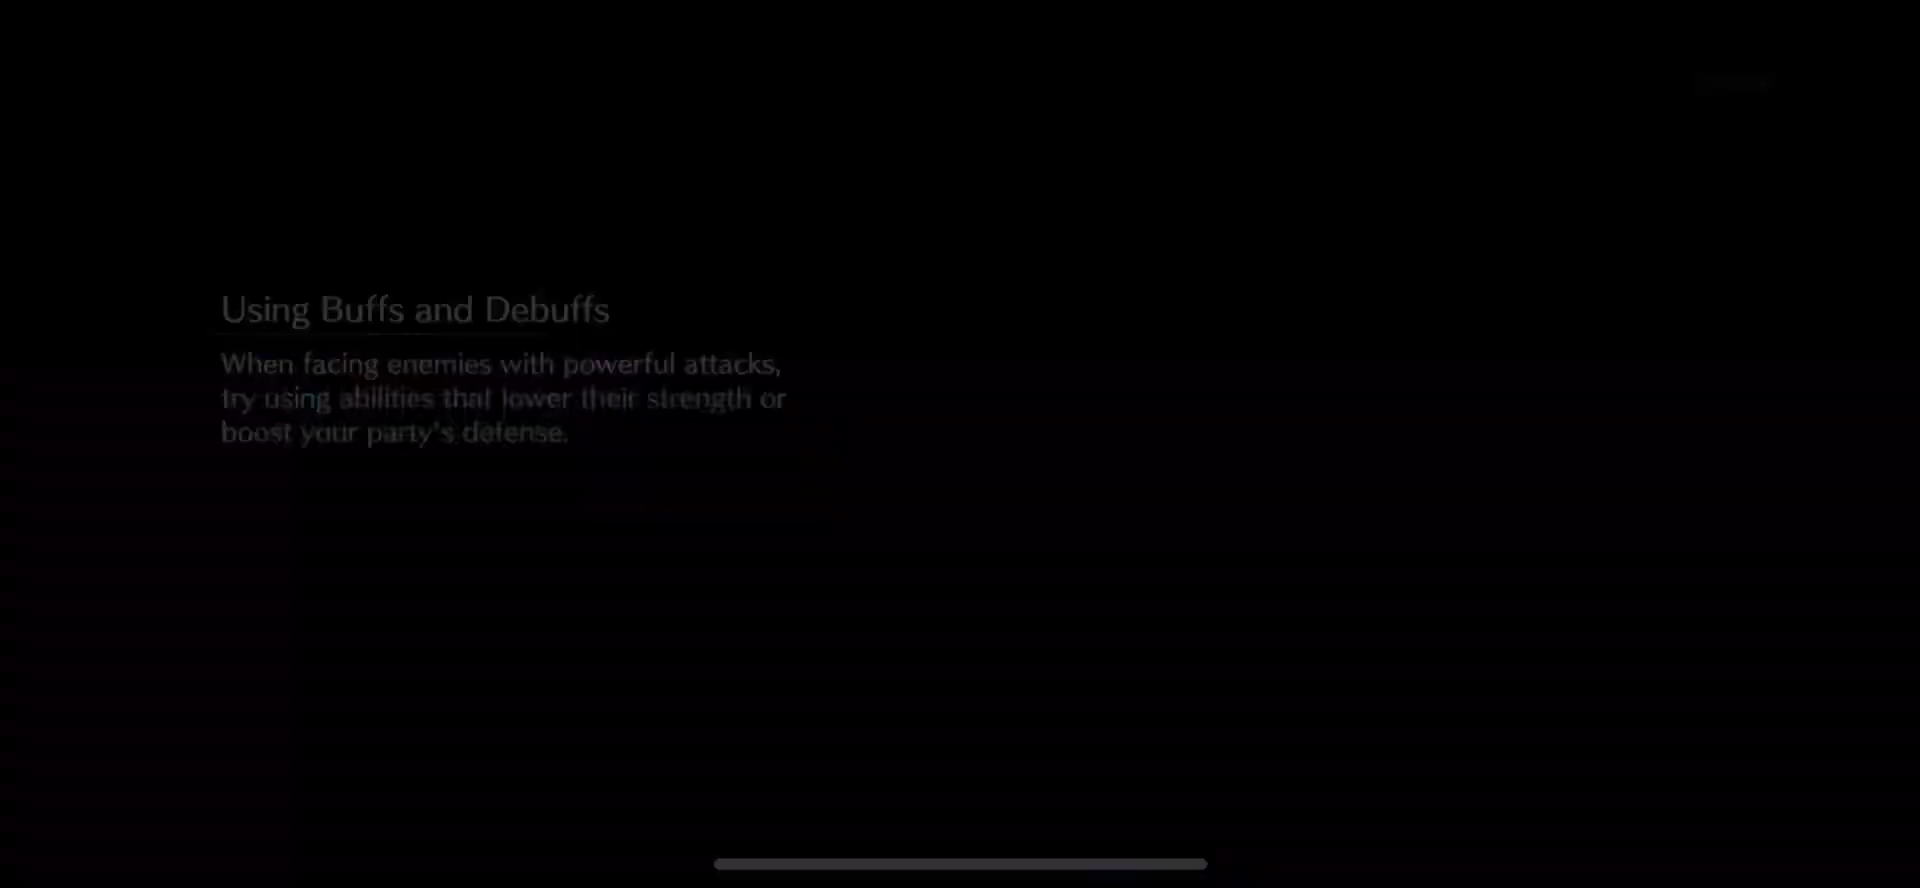 Using Buffs and Debuffs
When facing enemies with powerful attacks,
try using abilities that lower their strength or
boost your party's defense.